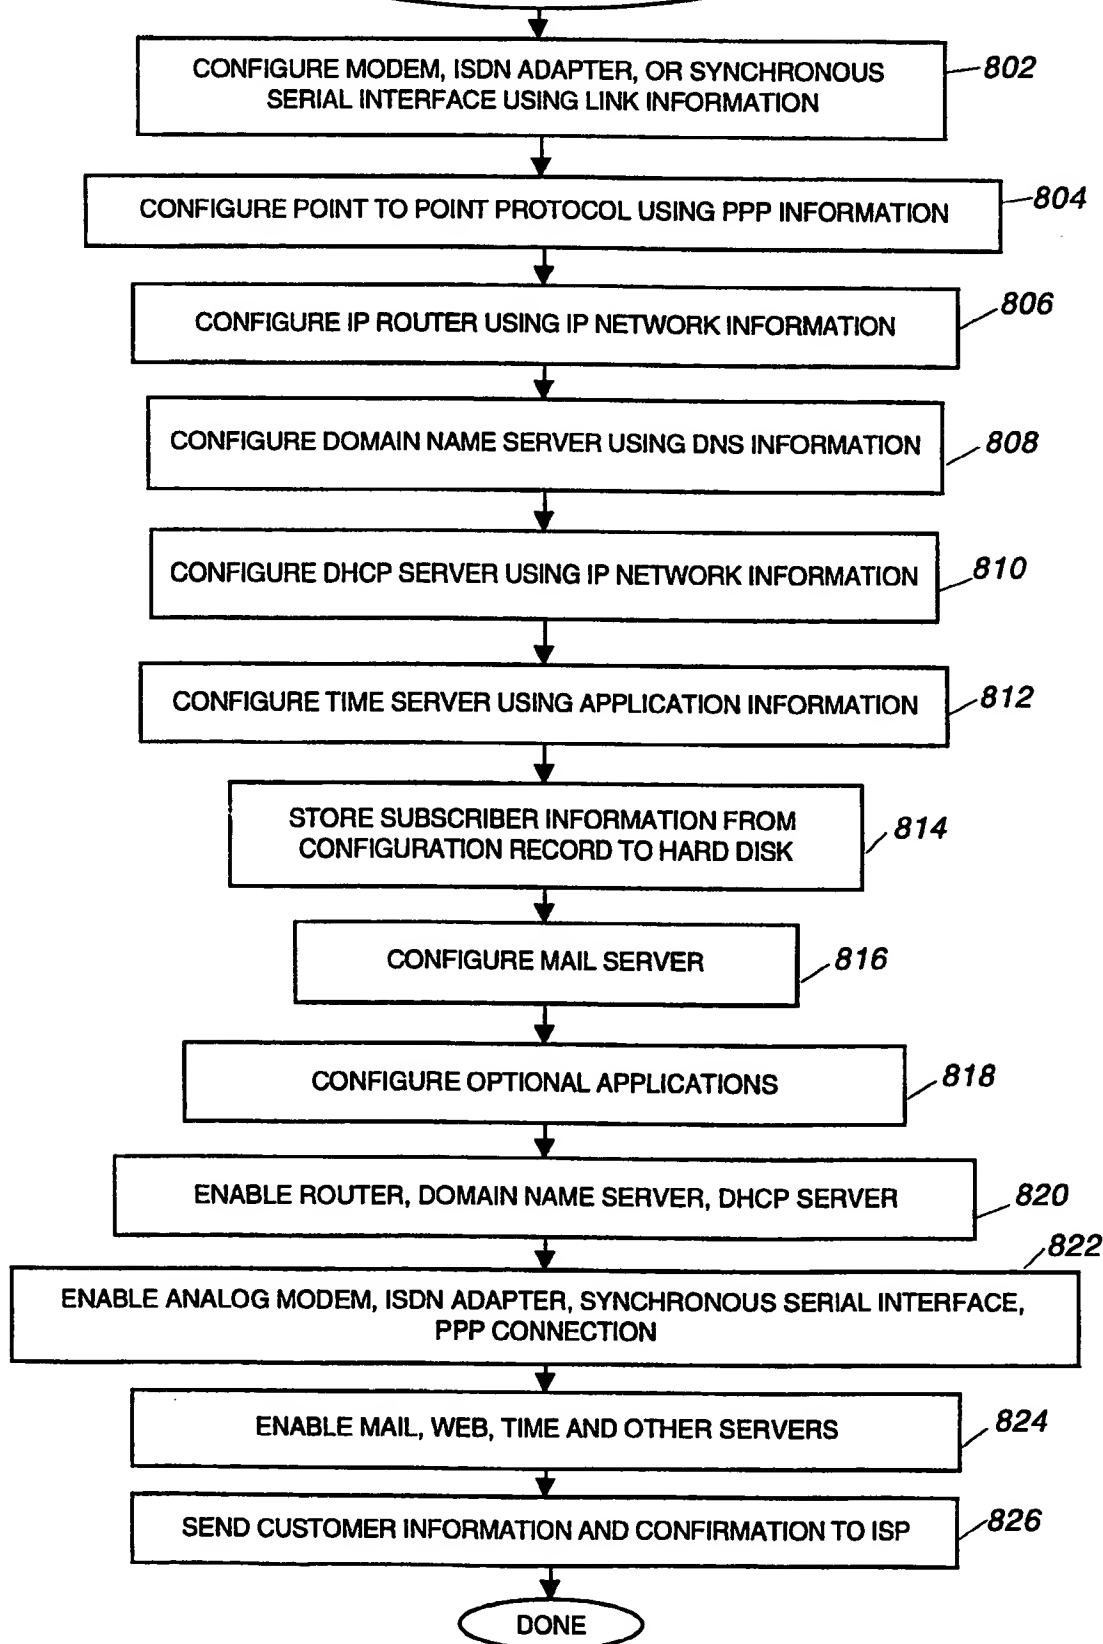 CONFIGURE MODEM, ISDN ADAPTER, OR SYNCHRONOUS
SERIAL INTERFACE USING LINK INFORMATION
802
CONFIGURE POINT TO POINT PROTOCOL USING PPP INFORMATION
804
CONFIGURE IP ROUTER USING IP NETWORK INFORMATION
806
CONFIGURE DOMAIN NAME SERVER USING DNS INFORMATION
808
CONFIGURE DHCP SERVER USING IP NETWORK INFORMATION
810
CONFIGURE TIME SERVER USING APPLICATION INFORMATION
812
STORE SUBSCRIBER INFORMATION FROM
CONFIGURATION RECORD TO HARD DISK
814
CONFIGURE MAIL SERVER
816
CONFIGURE OPTIONAL APPLICATIONS
818
ENABLE ROUTER, DOMAIN NAME SERVER, DHCP SERVER
820
822
ENABLE ANALOG MODEM, ISDN ADAPTER, SYNCHRONOUS SERIAL INTERFACE,
PPP CONNECTION
ENABLE MAIL, WEB, TIME AND OTHER SERVERS
824
SEND CUSTOMER INFORMATION AND CONFIRMATION TO ISP
826
DONE